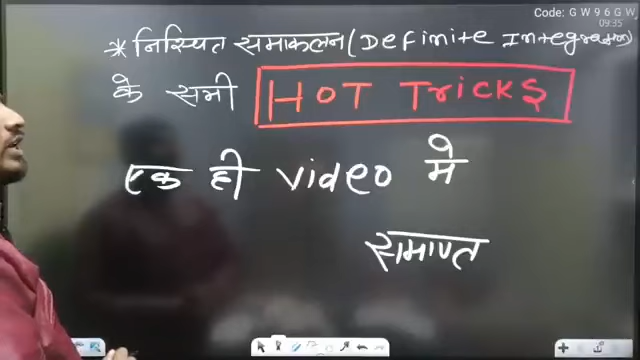 Code: G W 9 6 G W
09:35
* निश्चित समाकलन (Definite Integration)
के सभी HOT TRICKS
एक ही video मे
समाप्त